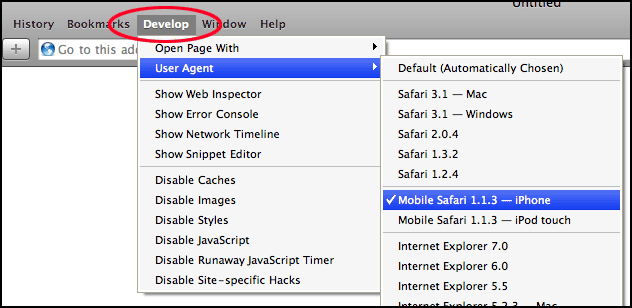 Untitled
History Bookmarks Develop Window Help
+ Go to this add
Open Page With
User Agent
Show Web Inspector
Show Error Console
Show Network Timeline
Show Snippet Editor
Disable Caches
Disable Images
Disable Styles
Disable JavaScript
Disable Runaway JavaScript Timer
Disable Site-specific Hacks
Default (Automatically Chosen)
Safari 3.1 — Mac
Safari 3.1 — Windows
Safari 2.0.4
Safari 1.3.2
Safari 1.2.4
✓ Mobile Safari 1.1.3 — iPhone
Mobile Safari 1.1.3 — iPod touch
Internet Explorer 7.0
Internet Explorer 6.0
Internet Explorer 5.5
Internet Explorer 5.2.3 — Mac